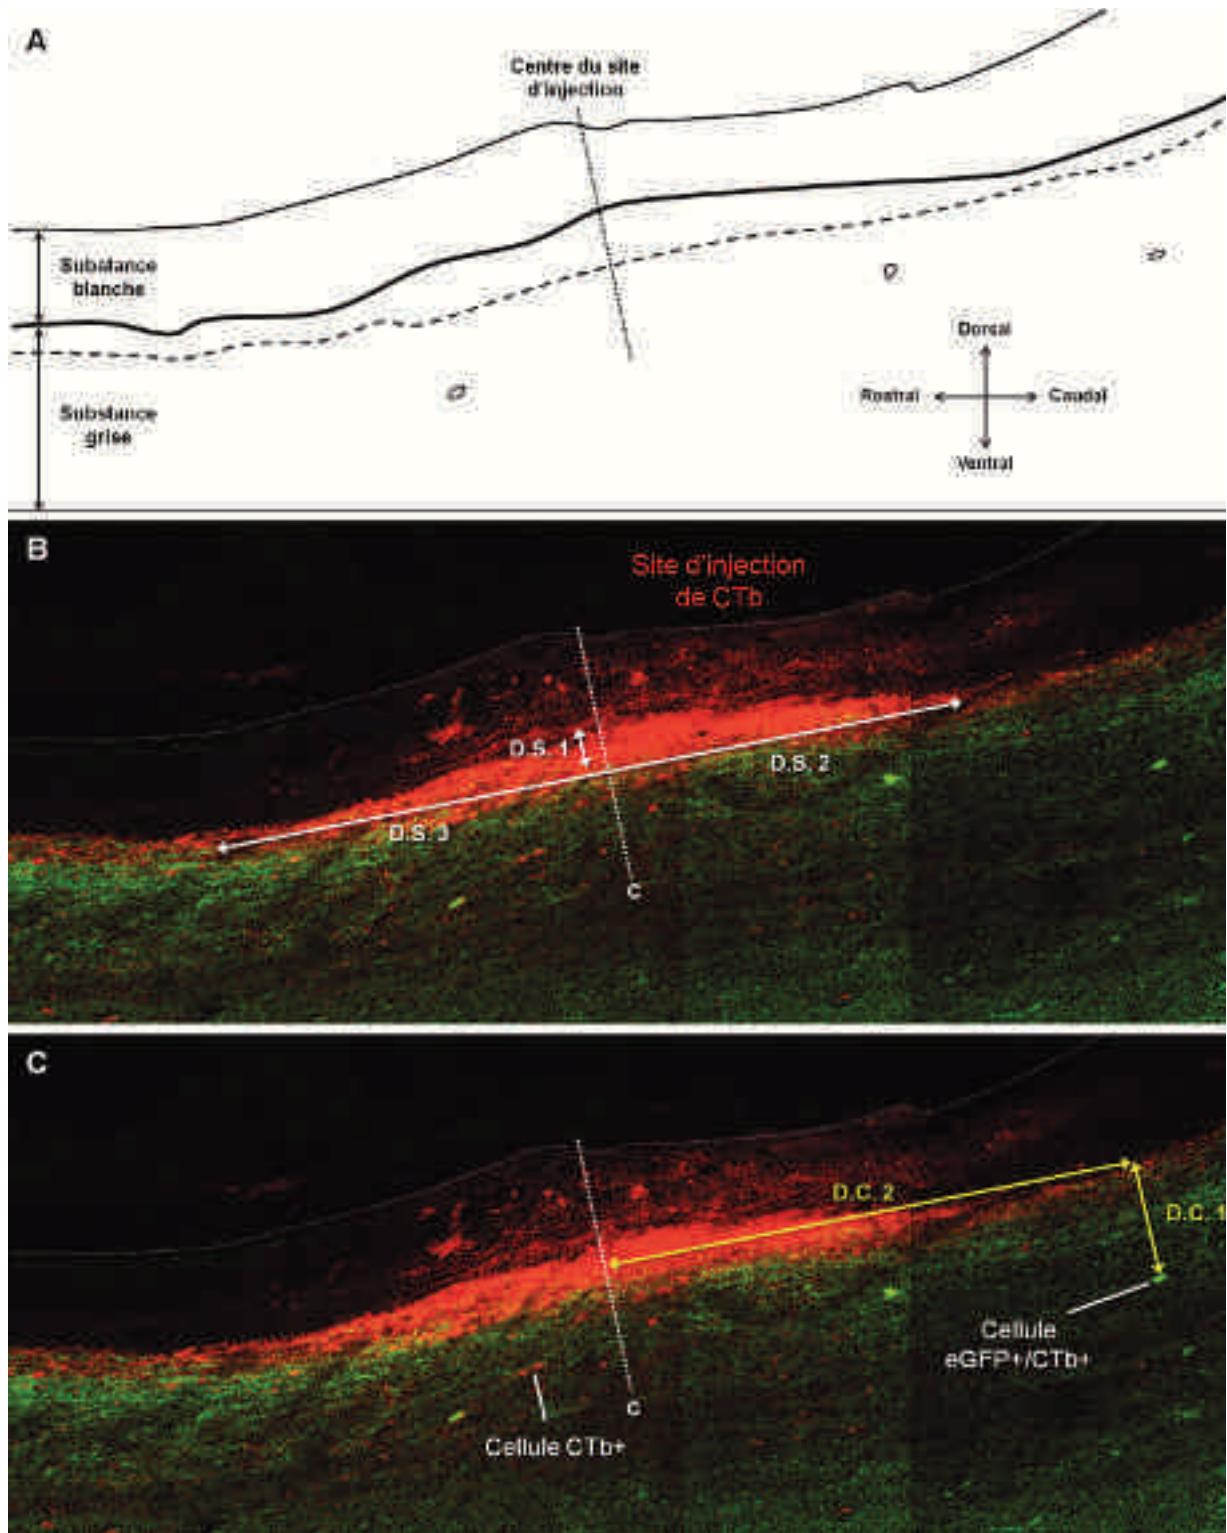 A
Centre du site
d'injection
Substance
blanche
Substance
grise
Dorsal
Rostral
Caudal
Ventral
B
Site d'injection
de CTb
D.S. 1
D.S. 2
D.S. 3
C
C
D.C. 2
D.C. 1
Cellule
eGFP+/CTb+
C
Cellule CTb+